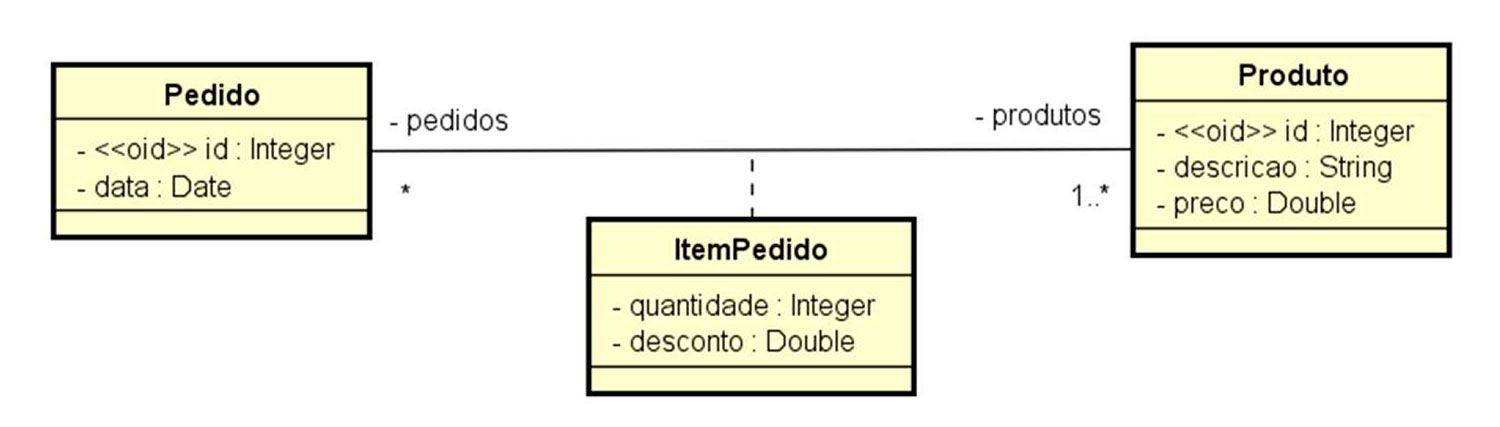 Pedido
- <<oid>> id : Integer
- data : Date
- pedidos
*
- produtos
1..*
Produto
- <<oid>> id : Integer
- descricao : String
- preco : Double
ItemPedido
- quantidade : Integer
- desconto : Double